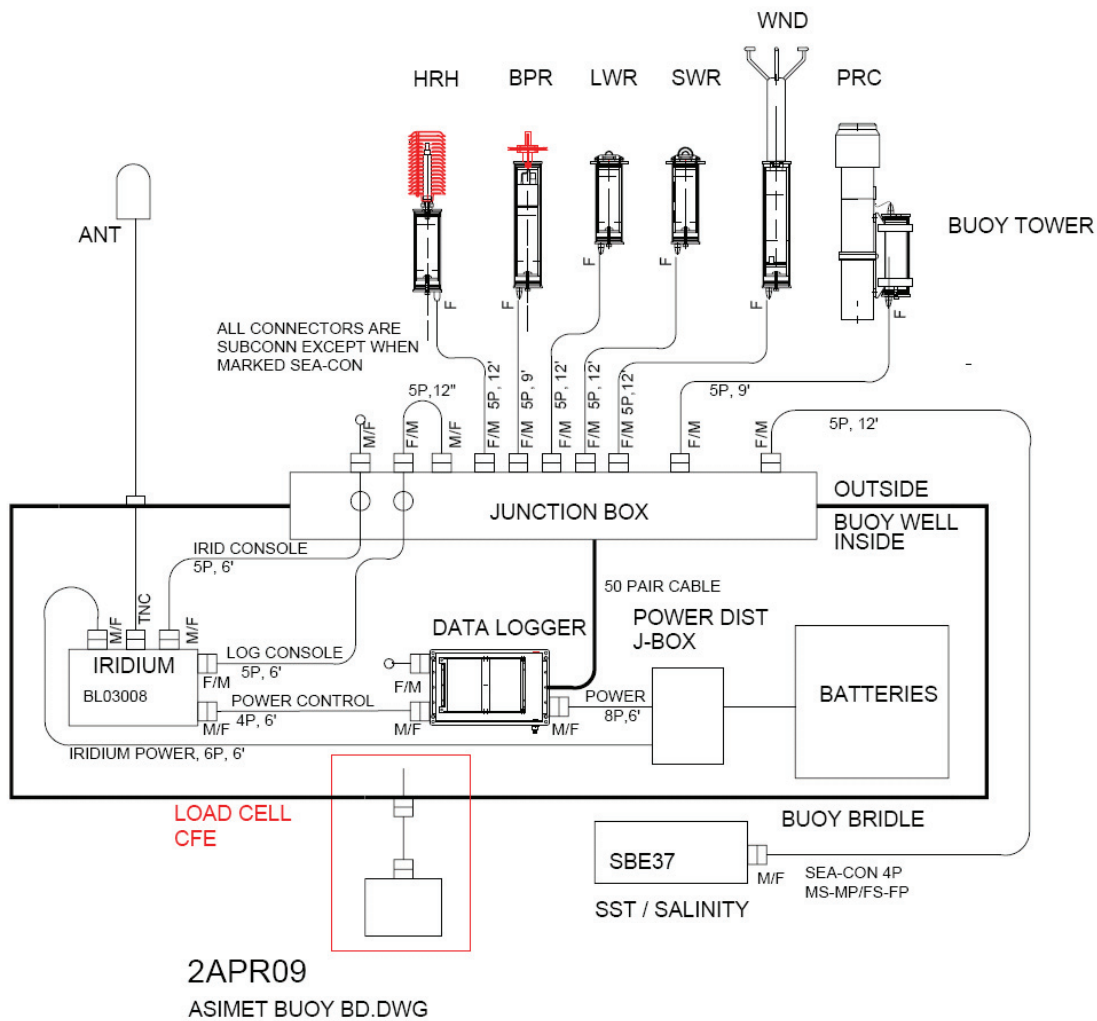 WND
HRH
BPR
LWR
SWR
PRC
ANT
BUOY TOWER
F
F
F
F
F
F
ALL CONNECTORS ARE
SUBCONN EXCEPT WHEN
MARKED SEA-CON
5P,12"
5P, 12'
5P, 9'
5P, 12'
5P, 12'
5P,12'
5P, 9'
5P, 12'
M/F
F/M
M/F
F/M
F/M
F/M
F/M
F/M
F/M
F/M
JUNCTION BOX
OUTSIDE
BUOY WELL
INSIDE
IRID CONSOLE
5P, 6'
50 PAIR CABLE
M/F
TNC
M/F
DATA LOGGER
POWER DIST
J-BOX
IRIDIUM
BL03008
LOG CONSOLE
5P, 6'
F/M
F/M
BATTERIES
POWER CONTROL
4P, 6'
M/F
M/F
M/F
POWER
8P,6'
IRIDIUM POWER, 6P, 6'
LOAD CELL
CFE
BUOY BRIDLE
SBE37
M/F
SEA-CON 4P
MS-MP/FS-FP
SST / SALINITY
2APR09
ASIMET BUOY BD.DWG